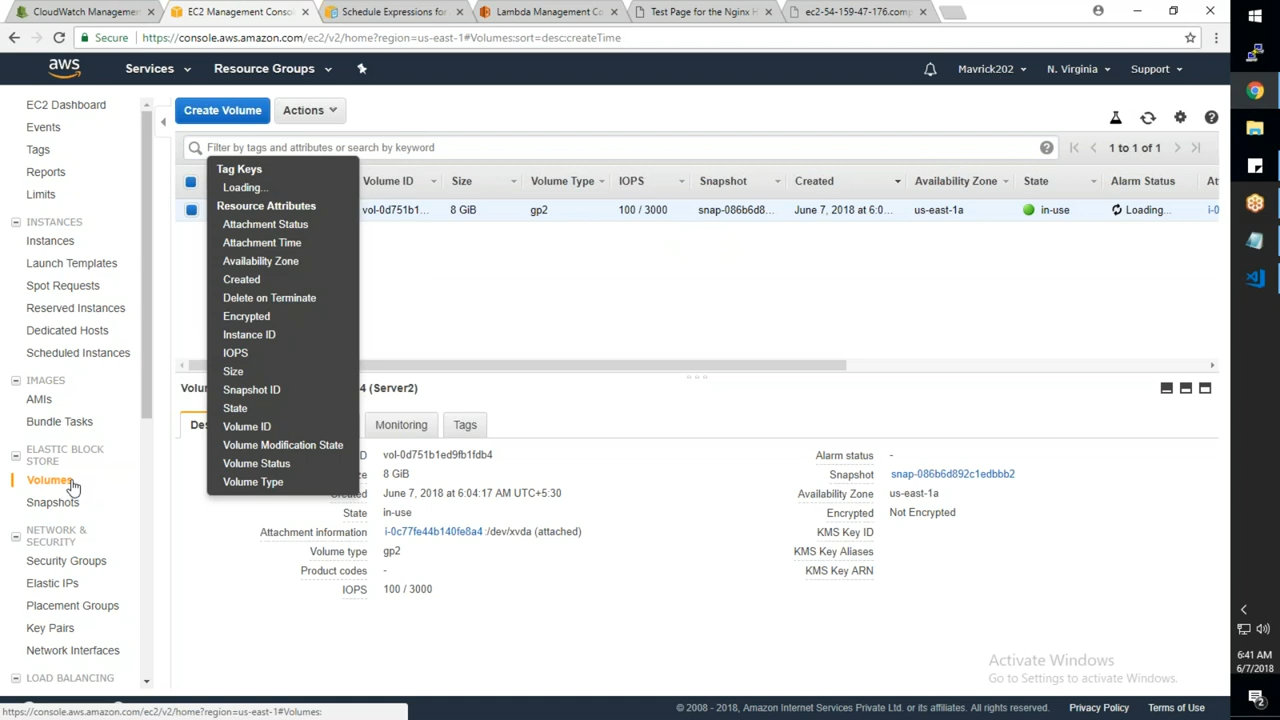 CloudWatch Managemen
EC2 Management Conso
Schedule Expressions for
Lambda Management Co
Test Page for the Nginx H
ec2-54-159-47-176.comp
Secure
https://console.aws.amazon.com/ec2/v2/home?region=us-east-1#Volumes:sort=desc:createTime
aws
Services
Resource Groups
Mavrick202
N. Virginia
Support
EC2 Dashboard
Events
Tags
Reports
Limits
INSTANCES
Instances
Launch Templates
Spot Requests
Reserved Instances
Dedicated Hosts
Scheduled Instances
IMAGES
AMIs
Bundle Tasks
ELASTIC BLOCK
STORE
Volumes
Snapshots
NETWORK &
SECURITY
Security Groups
Elastic IPs
Placement Groups
Key Pairs
Network Interfaces
LOAD BALANCING
Create Volume
Actions
Filter by tags and attributes or search by keyword
1 to 1 of 1
Tag Keys
Loading...
Resource Attributes
Attachment Status
Attachment Time
Availability Zone
Created
Delete on Terminate
Encrypted
Instance ID
IOPS
Size
Snapshot ID
State
Volume ID
Volume Modification State
Volume Status
Volume Type
Volume ID Size Volume Type IOPS Snapshot Created Availability Zone State Alarm Status At
vol-0d751b1... 8 GiB gp2 100 / 3000 snap-086b6d8... June 7, 2018 at 6:0... us-east-1a in-use Loading... i-0
Volu 4 (Server2)
Des Monitoring Tags
D vol-0d751b1ed9fb1fdb4
ze 8 GiB
Created June 7, 2018 at 6:04:17 AM UTC+5:30
State in-use
Attachment information i-0c77fe44b140fe8a4:/dev/xvda (attached)
Volume type gp2
Product codes -
IOPS 100 / 3000
Alarm status -
Snapshot snap-086b6d892c1edbbb2
Availability Zone us-east-1a
Encrypted Not Encrypted
KMS Key ID
KMS Key Aliases
KMS Key ARN
Activate Windows
Go to Settings to activate Windows.
https://console.aws.amazon.com/ec2/v2/home?region=us-east-1#Volumes:
© 2008 - 2018, Amazon Internet Services Private Ltd. or its affiliates. All rights reserved.
Privacy Policy
Terms of Use
6:41 AM
6/7/2018
2